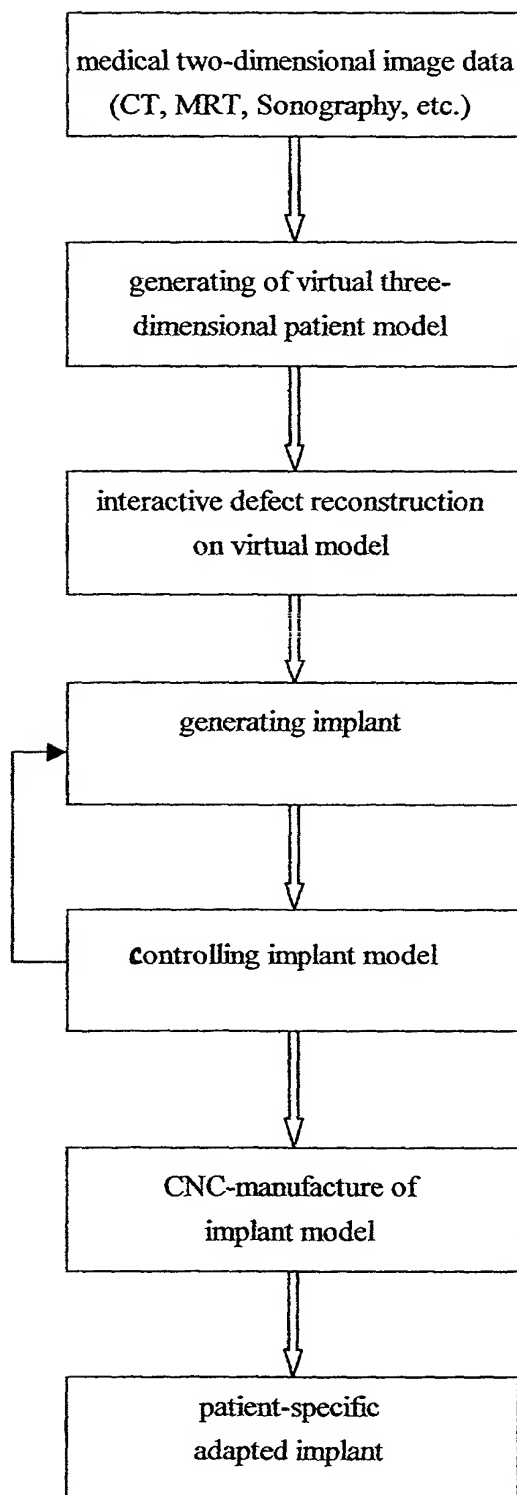 medical two-dimensional image data
(CT, MRT, Sonography, etc.)
generating of virtual three-
dimensional patient model
interactive defect reconstruction
on virtual model
generating implant
controlling implant model
CNC-manufacture of
implant model
patient-specific
adapted implant